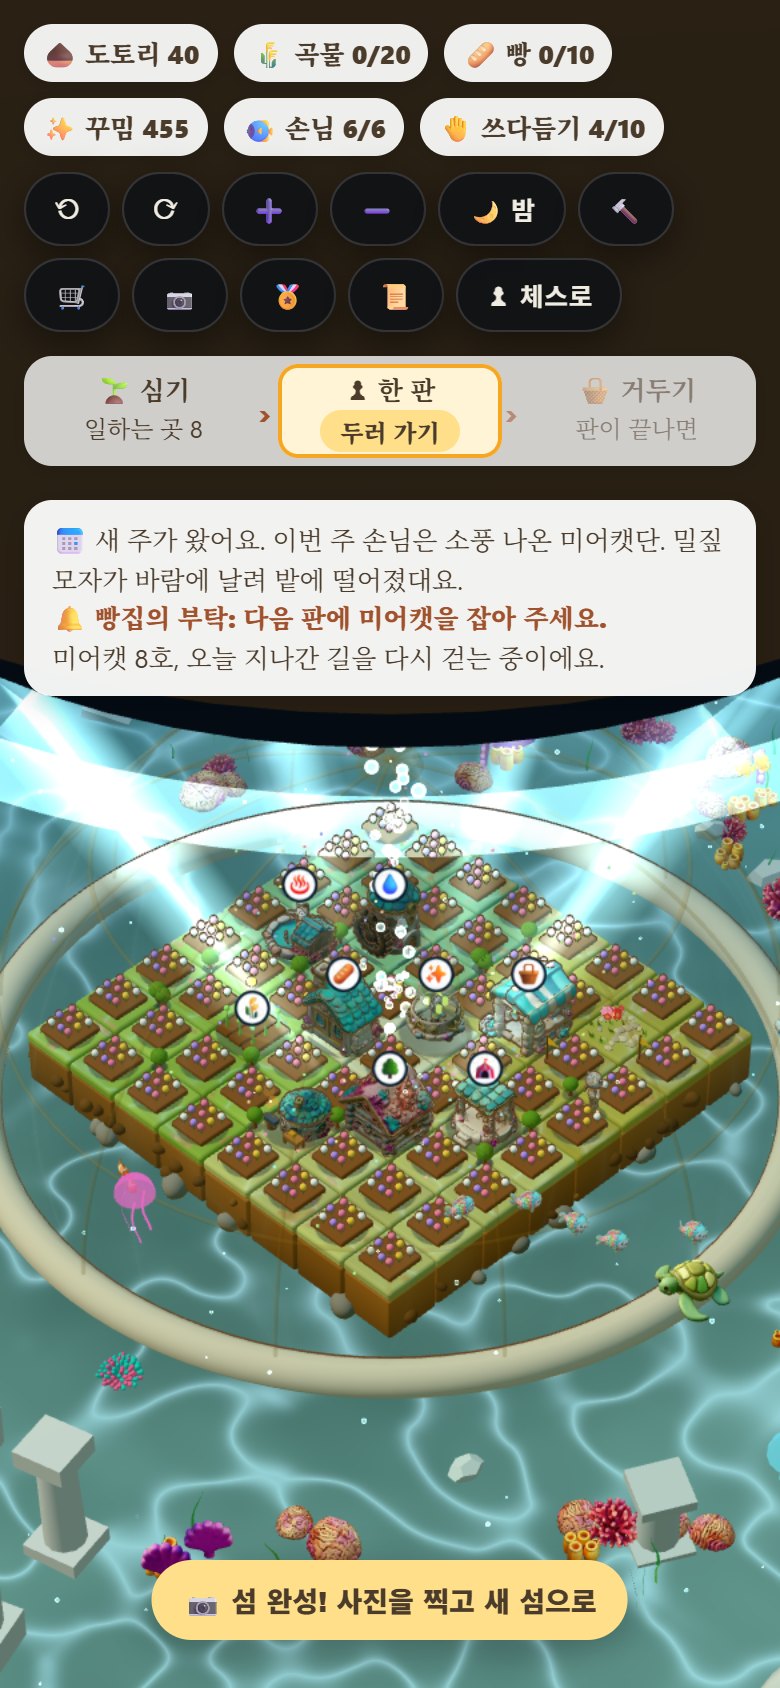 도토리 40
곡물 0/20
빵 0/10
꾸밈 455
손님 6/6
쓰다듬기 4/10
밤
체스로
심기
일하는 곳 8
한 판
두러 가기
거두기
판이 끝나면
새 주가 왔어요. 이번 주 손님은 소풍 나온 미어캣단. 밀짚
모자가 바람에 날려 밭에 떨어졌대요.
빵집의 부탁: 다음 판에 미어캣을 잡아 주세요.
미어캣 8호, 오늘 지나간 길을 다시 걷는 중이에요.
섬 완성! 사진을 찍고 새 섬으로